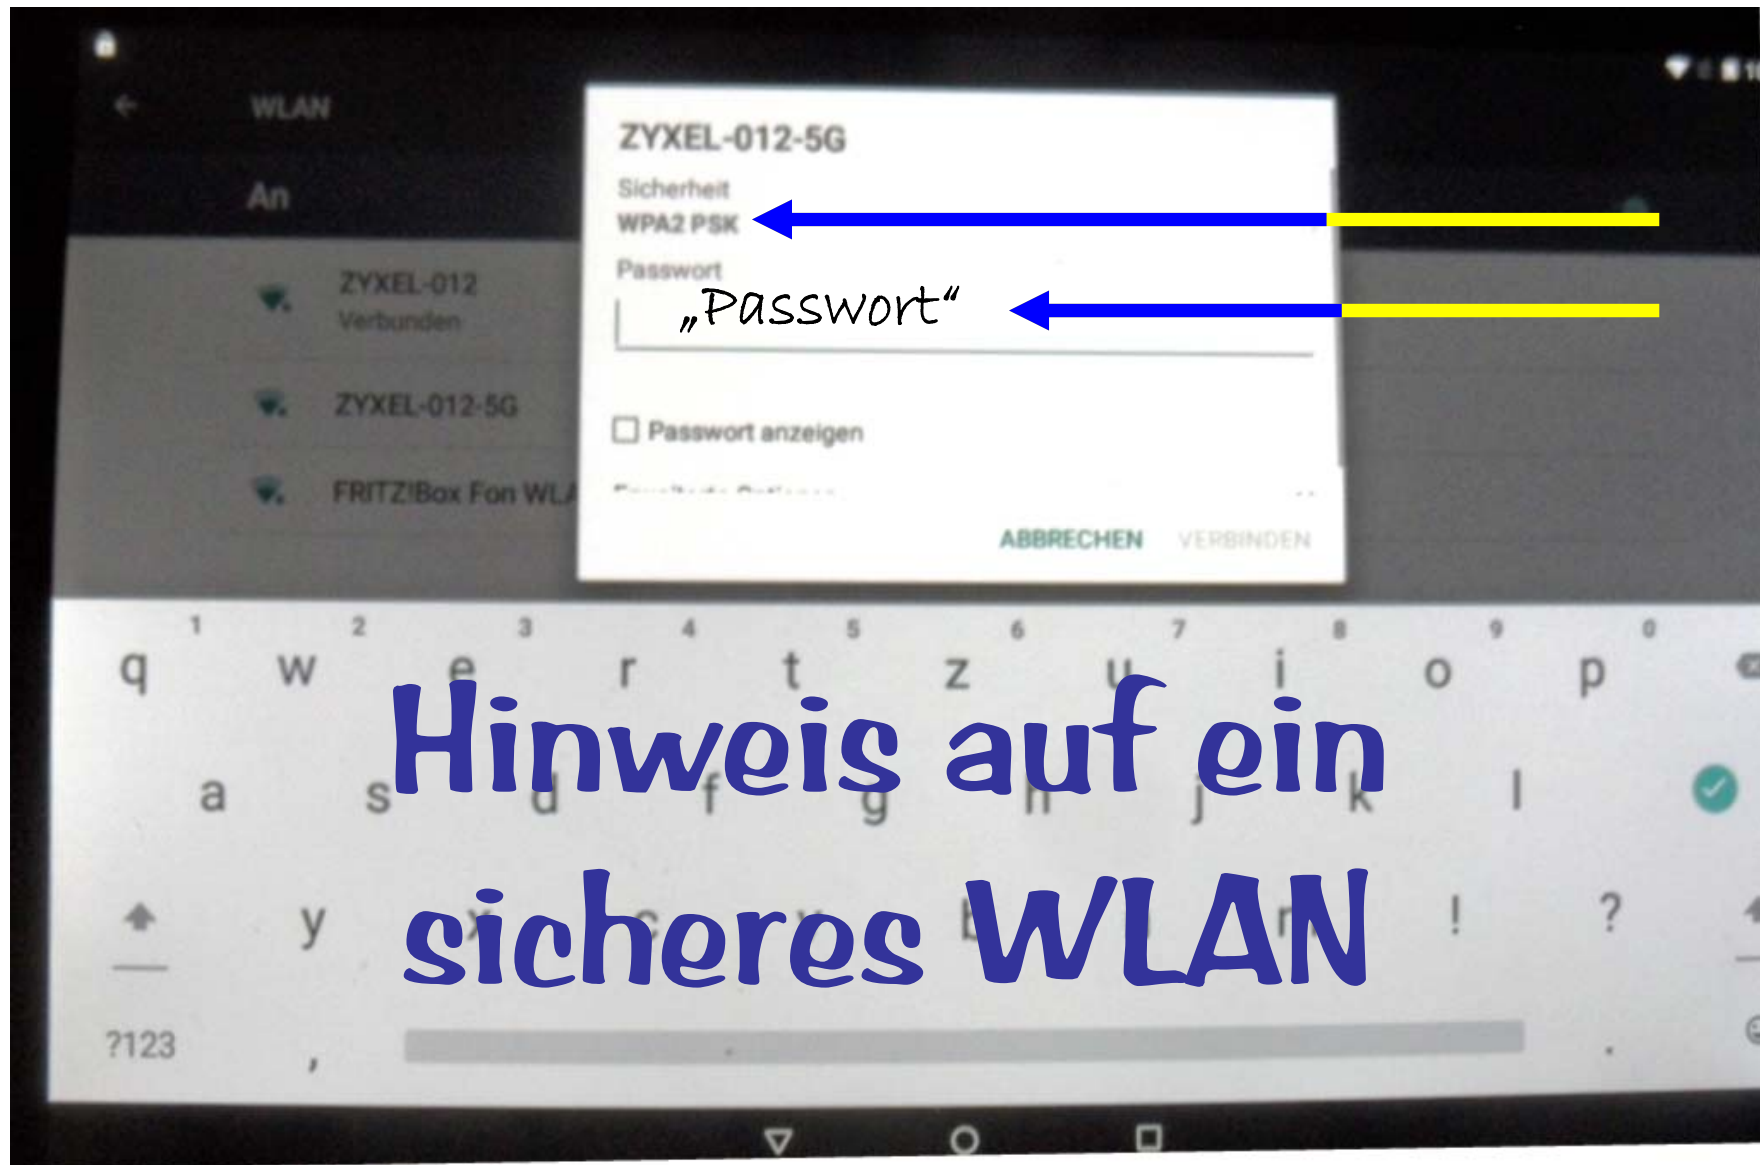 WLAN
10
An
ZYXEL-012
Verbunden
ZYXEL-012-5G
FRITZ!Box Fon WLA
ZYXEL-012-5G
Sicherheit
WPA2 PSK
Passwort
„Passwort“
Passwort anzeigen
ABBRECHEN VERBINDEN
1 2 3 4 5 6 7 8 9 0
q w e r t z u i o p
Hinweis auf ein
a s d f g h j k l
sicheres WLAN
y x c v b n m ! ?
?123 , .